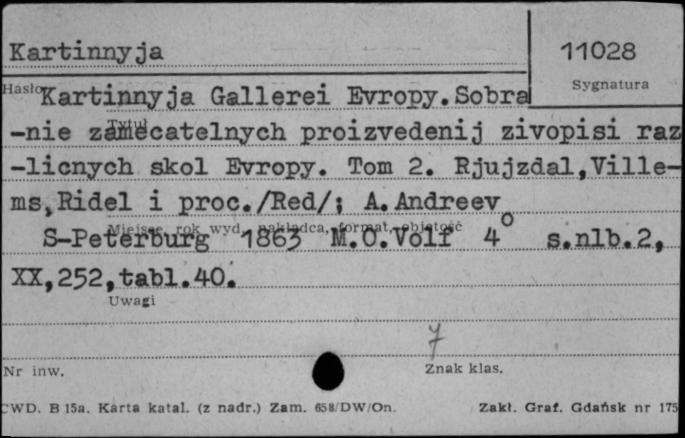 Kartinnyja
11028
Hasło
Sygnatura
Kartinnyja Gallerei Evropy.Sobra
Tytuł
-nie zamecatelnych proizvedenij zivopisi raz
-licnych skol Evropy. Tom 2. Rjujzdal,Ville-
ms,Ridel i proc./Red/; A.Andreev
Miejsce, rok wyd., nakładca, format, objętość
S-Peterburg 1863 M.O.Volf 4° s.nlb.2,
XX,252,tabl.40.
Uwagi
7
Nr inw.
Znak klas.
CWD. B 15a. Karta katal. (z nadr.) Zam. 658/DW/On.
Zakł. Graf. Gdańsk nr 175